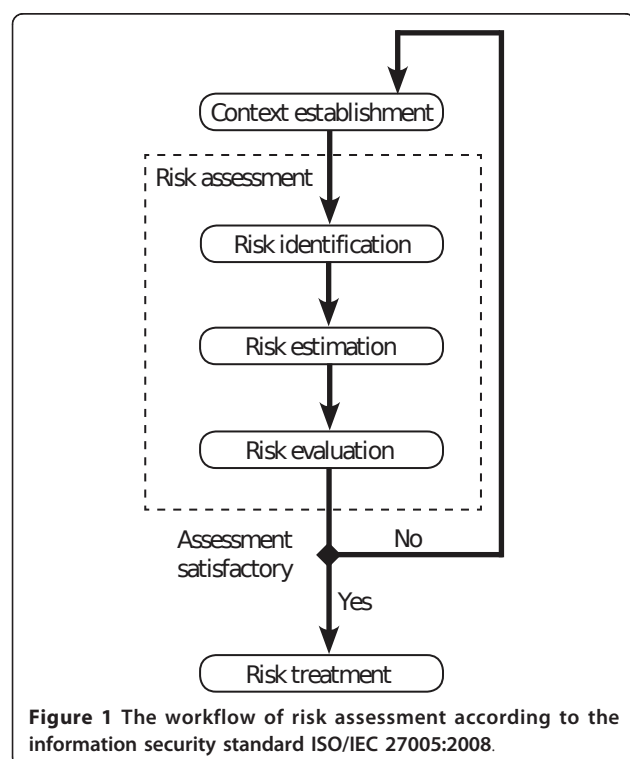 Context establishment
Risk assessment
Risk identification
Risk estimation
Risk evaluation
Assessment
satisfactory
No
Yes
Risk treatment
Figure 1 The workflow of risk assessment according to the
information security standard ISO/IEC 27005:2008.